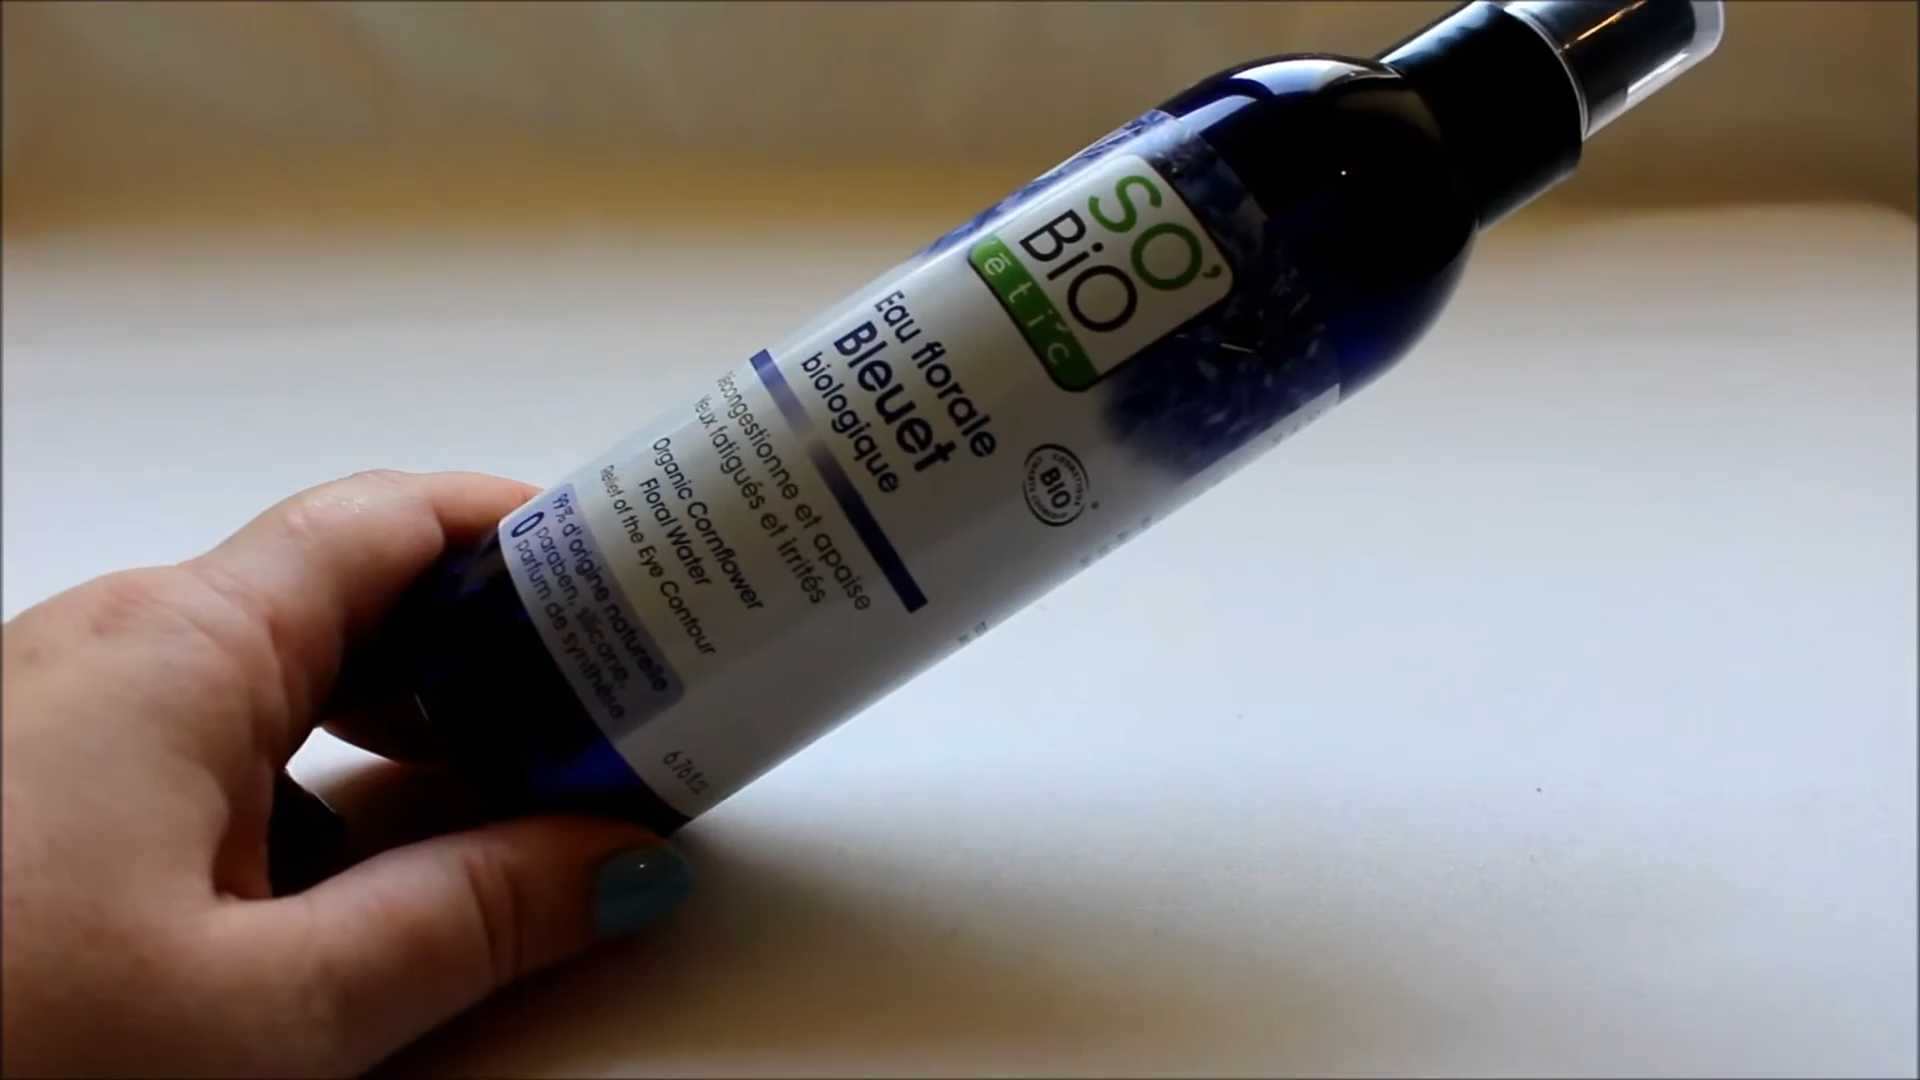 SO'
BiO
ētic
Eau florale
Bleuet
biologique
BIO
Décongestionne et apaise
Yeux fatigués et irrités
Organic Cornflower
Floral Water
Relief of the Eye Contour
99% d'origine naturelle
0 paraben, silicone,
parfum de synthèse
6.76fl.oz